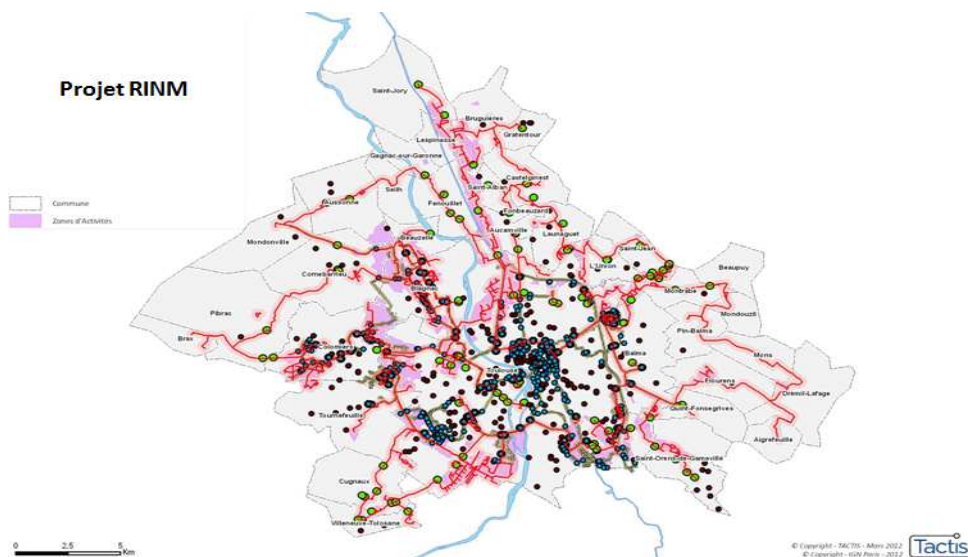 Projet RINM
Commune
Zones d'Activités
Saint-Jory
Bruguières
Gratentour
Lespinasse
Gagnac-sur-Garonne
Castelginest
Saint-Alban
Seilh
Fenouillet
Fonbeauzard
Aussonne
Aucamville
Launaguet
Beauzelle
Saint-Jean
Mondonville
L'Union
Beaupuy
Cornebarrieu
Montrabé
Blagnac
Mondouzil
Pibrac
Pin-Balma
Brax
Colomiers
Balma
Mons
Toulouse
Flourens
Drémil-Lafage
Tournefeuille
Quint-Fonsegrives
Aigrefeuille
Saint-Orens-de-Gameville
Cugnaux
Villeneuve-Tolosane
0 2.5 5
Km
© Copyright - TACTIS - Mars 2012
© Copyright - IGN Paris - 2012
Tactis